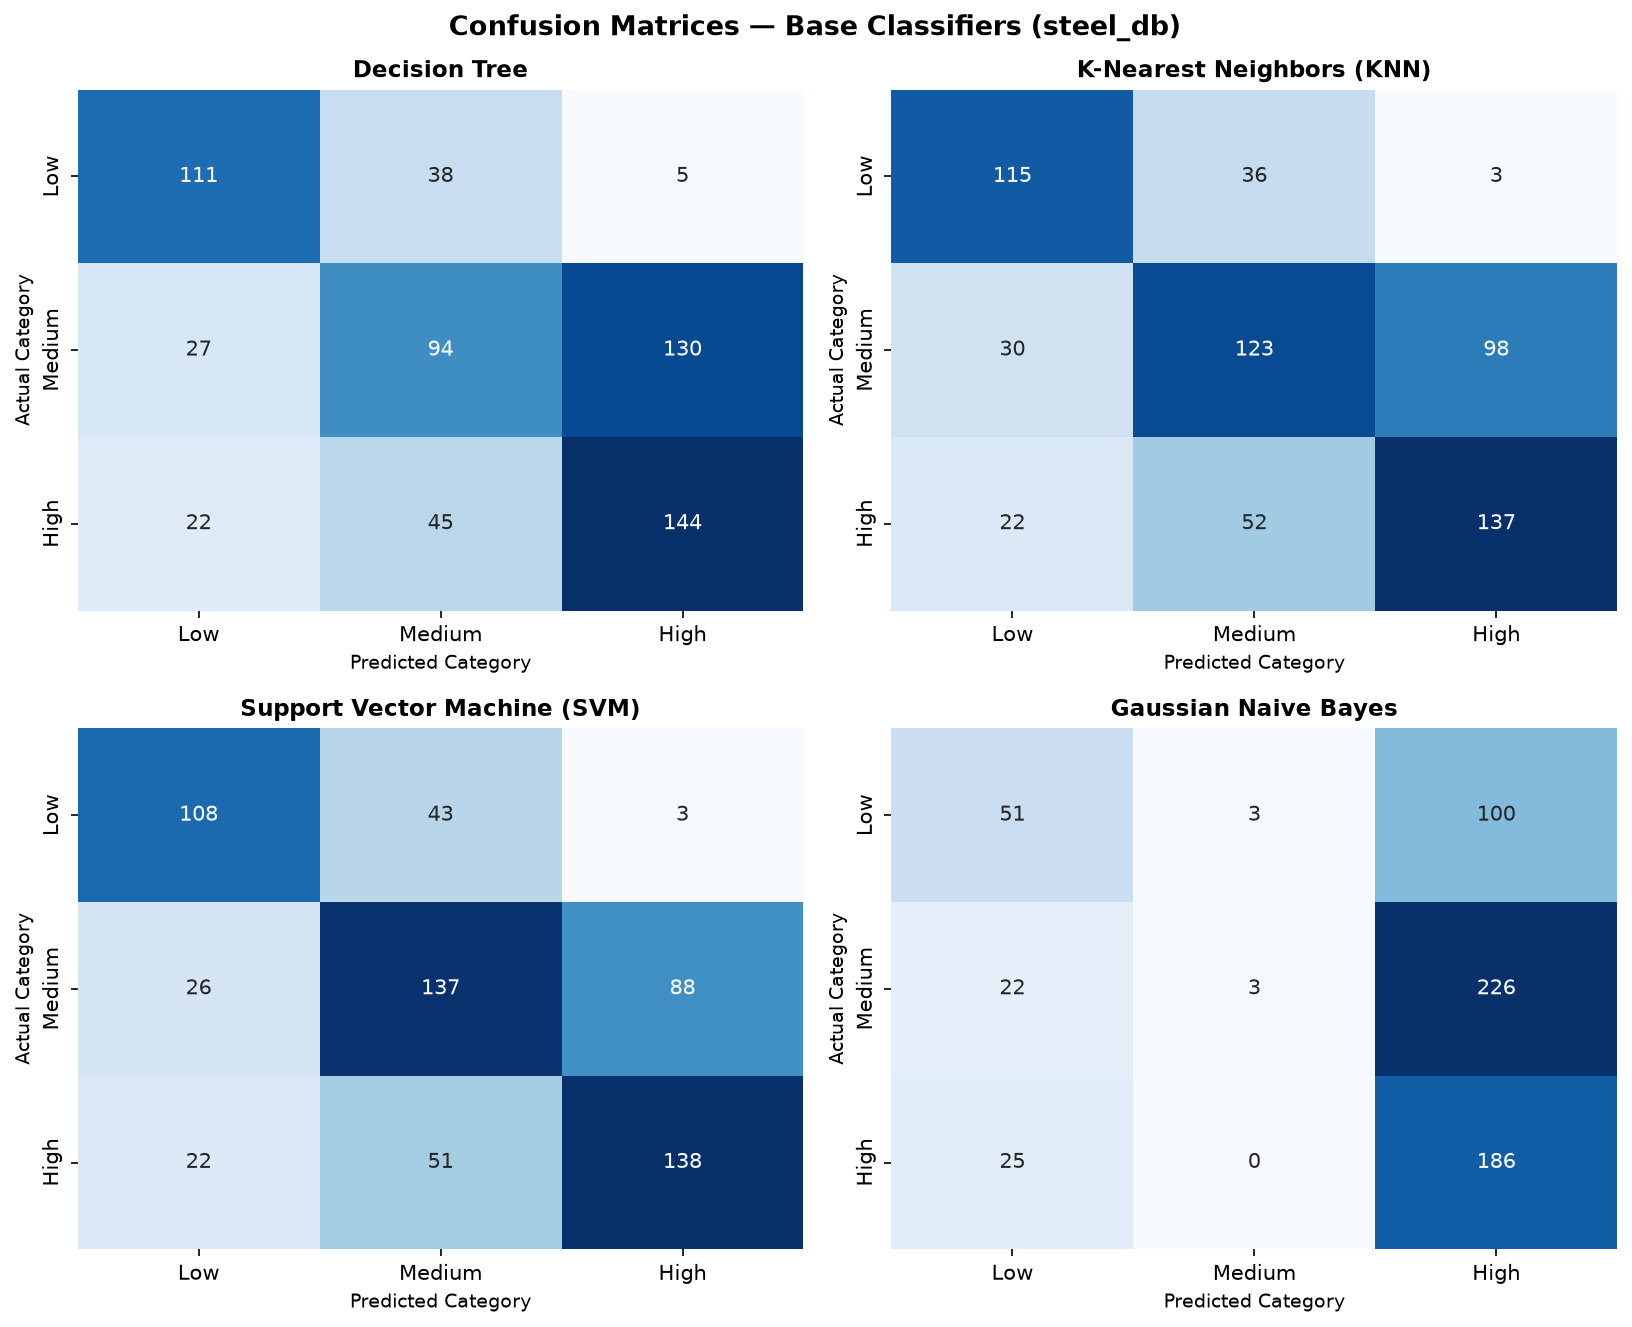 Confusion Matrices — Base Classifiers (steel_db)
Decision Tree
Actual Category
Low
111 38 5
Medium
27 94 130
High
22 45 144
Low Medium High
Predicted Category
K-Nearest Neighbors (KNN)
Actual Category
Low
115 36 3
Medium
30 123 98
High
22 52 137
Low Medium High
Predicted Category
Support Vector Machine (SVM)
Actual Category
Low
108 43 3
Medium
26 137 88
High
22 51 138
Low Medium High
Predicted Category
Gaussian Naive Bayes
Actual Category
Low
51 3 100
Medium
22 3 226
High
25 0 186
Low Medium High
Predicted Category